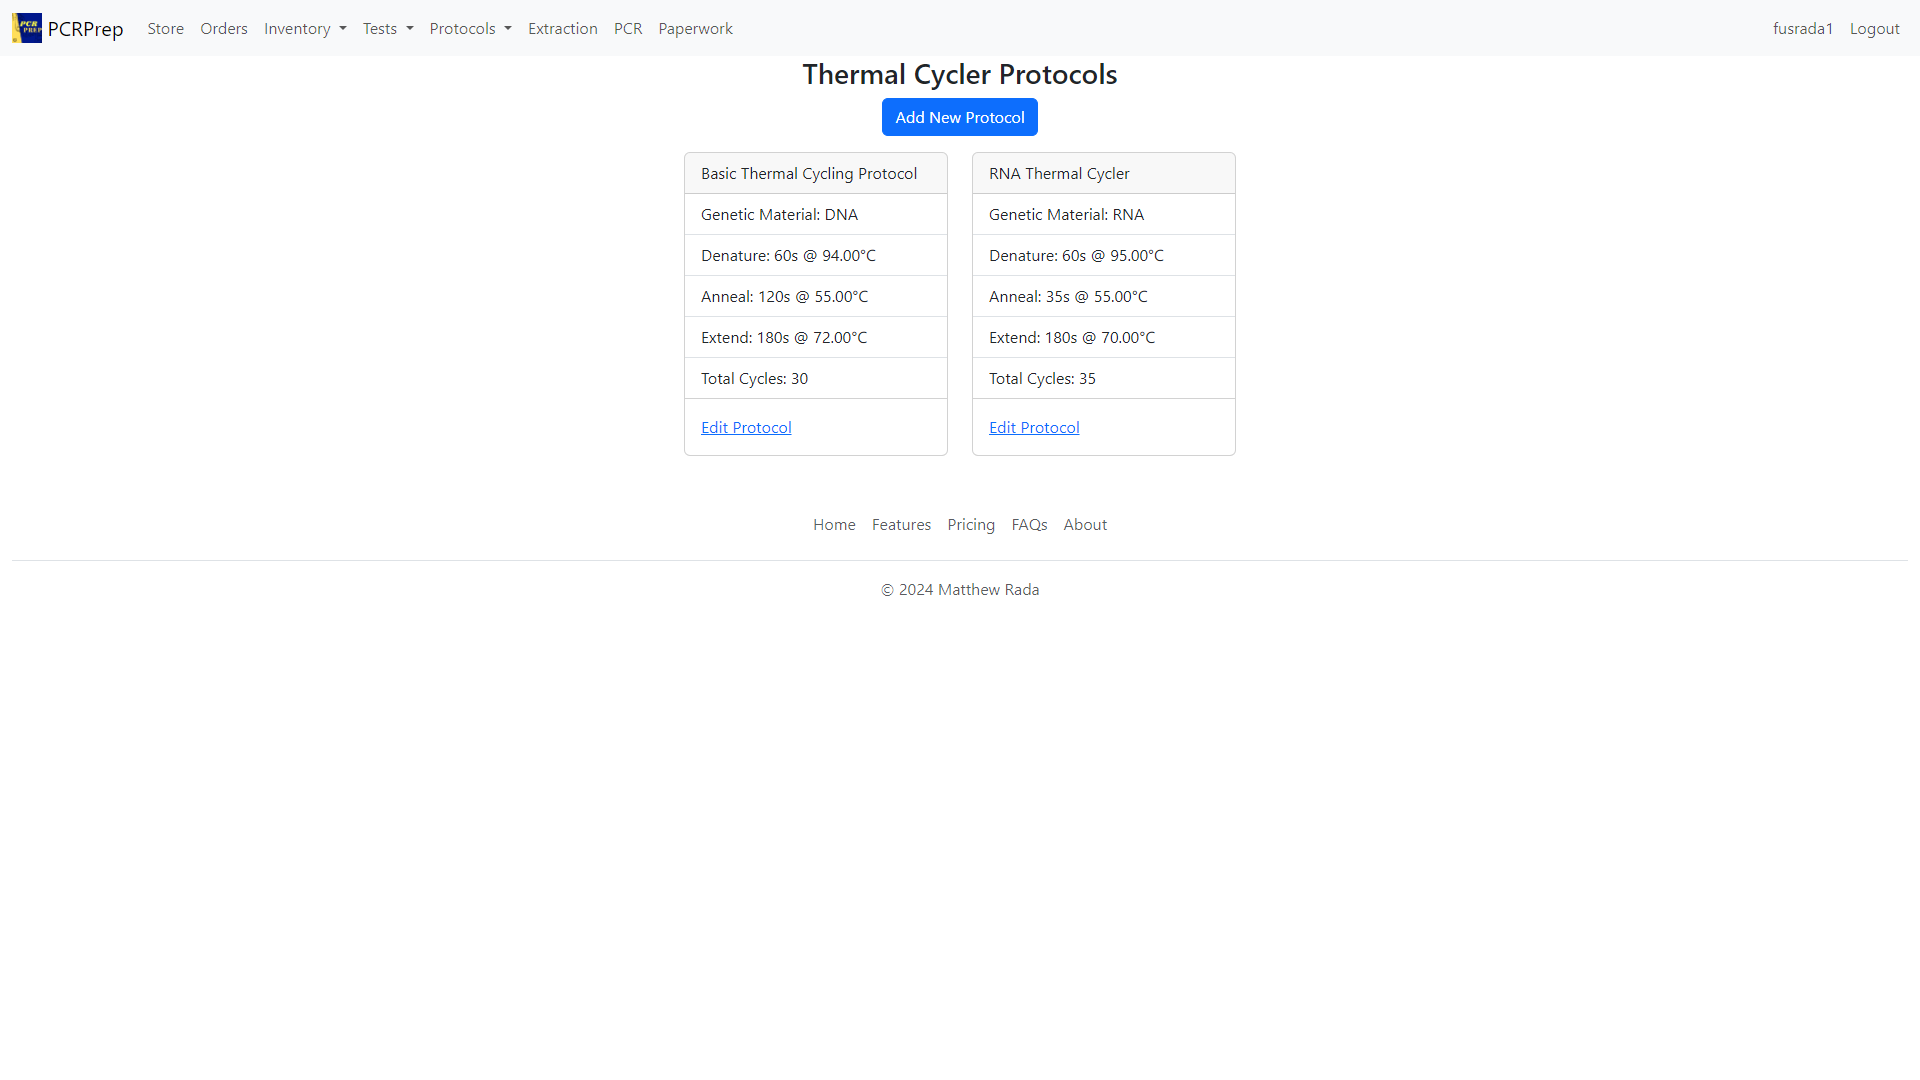 PCR
PREP
PCRPrep
Store
Orders
Inventory
Tests
Protocols
Extraction
PCR
Paperwork
fusrada1
Logout
Thermal Cycler Protocols
Add New Protocol
Basic Thermal Cycling Protocol
Genetic Material: DNA
Denature: 60s @ 94.00°C
Anneal: 120s @ 55.00°C
Extend: 180s @ 72.00°C
Total Cycles: 30
Edit Protocol
RNA Thermal Cycler
Genetic Material: RNA
Denature: 60s @ 95.00°C
Anneal: 35s @ 55.00°C
Extend: 180s @ 70.00°C
Total Cycles: 35
Edit Protocol
Home
Features
Pricing
FAQs
About
© 2024 Matthew Rada